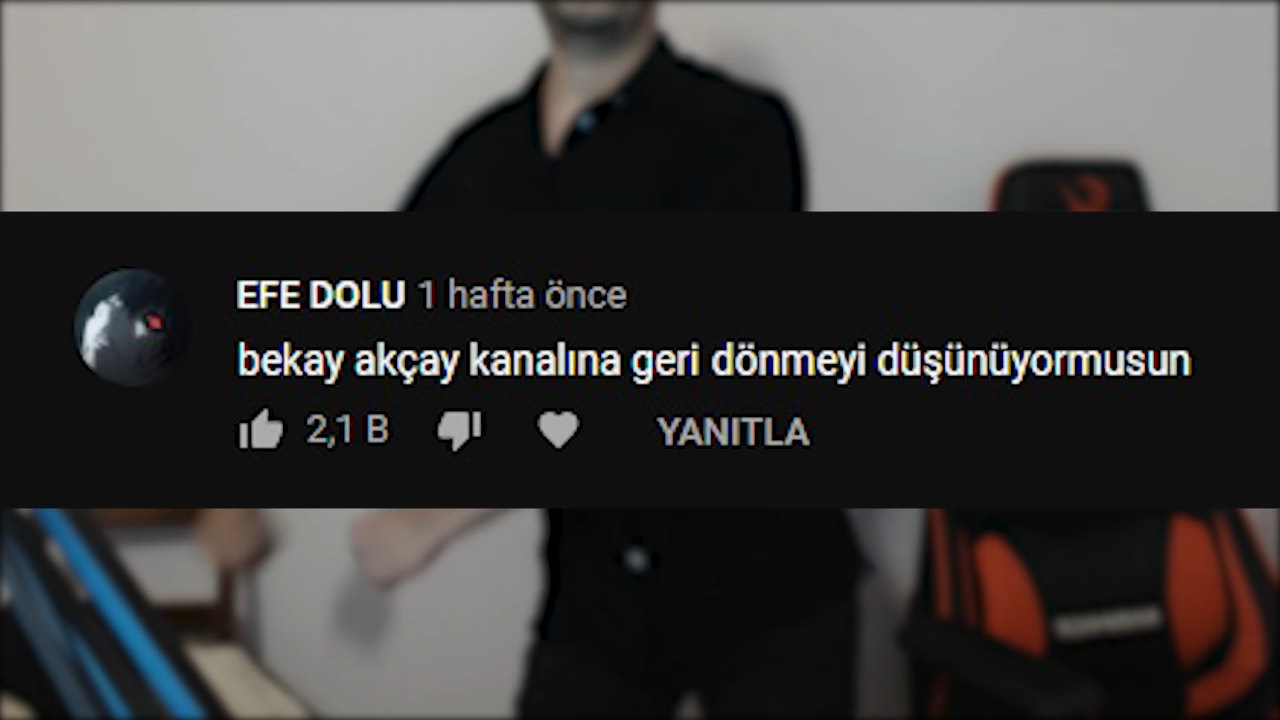 EFE DOLU 1 hafta önce
bekay akçay kanalına geri dönmeyi düşünüyormusun
2,1 B YANITLA